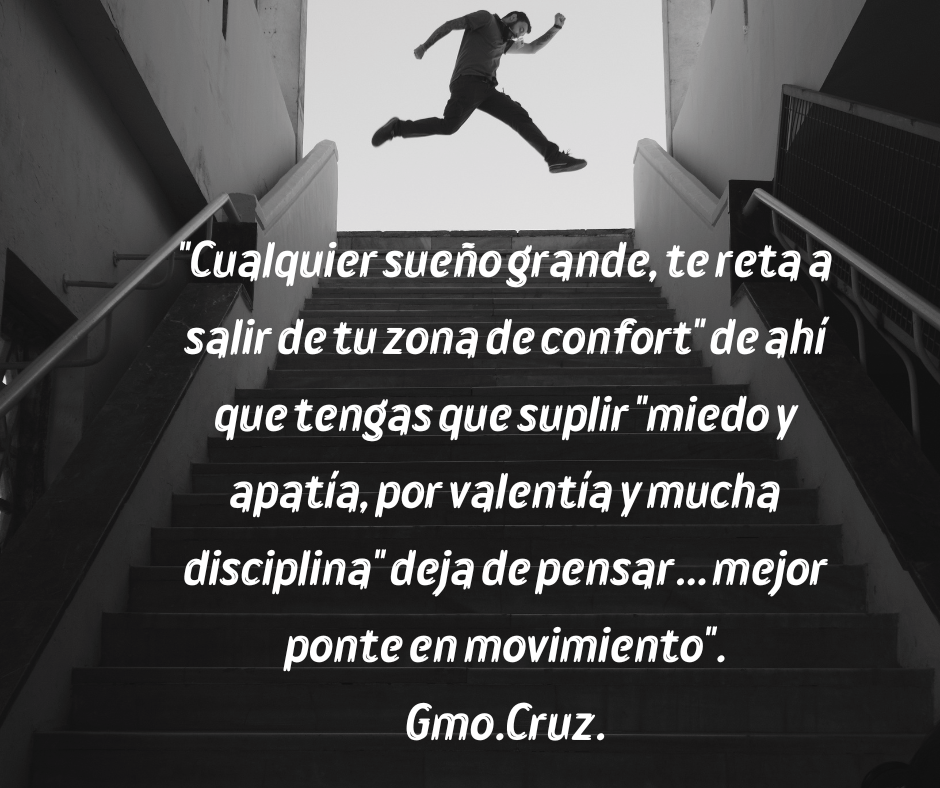 "Cualquier sueño grande, te reta a
salir de tu zona de confort" de ahí
que tengas que suplir "miedo y
apatía, por valentía y mucha
disciplina" deja de pensar... mejor
ponte en movimiento".
Gmo.Cruz.